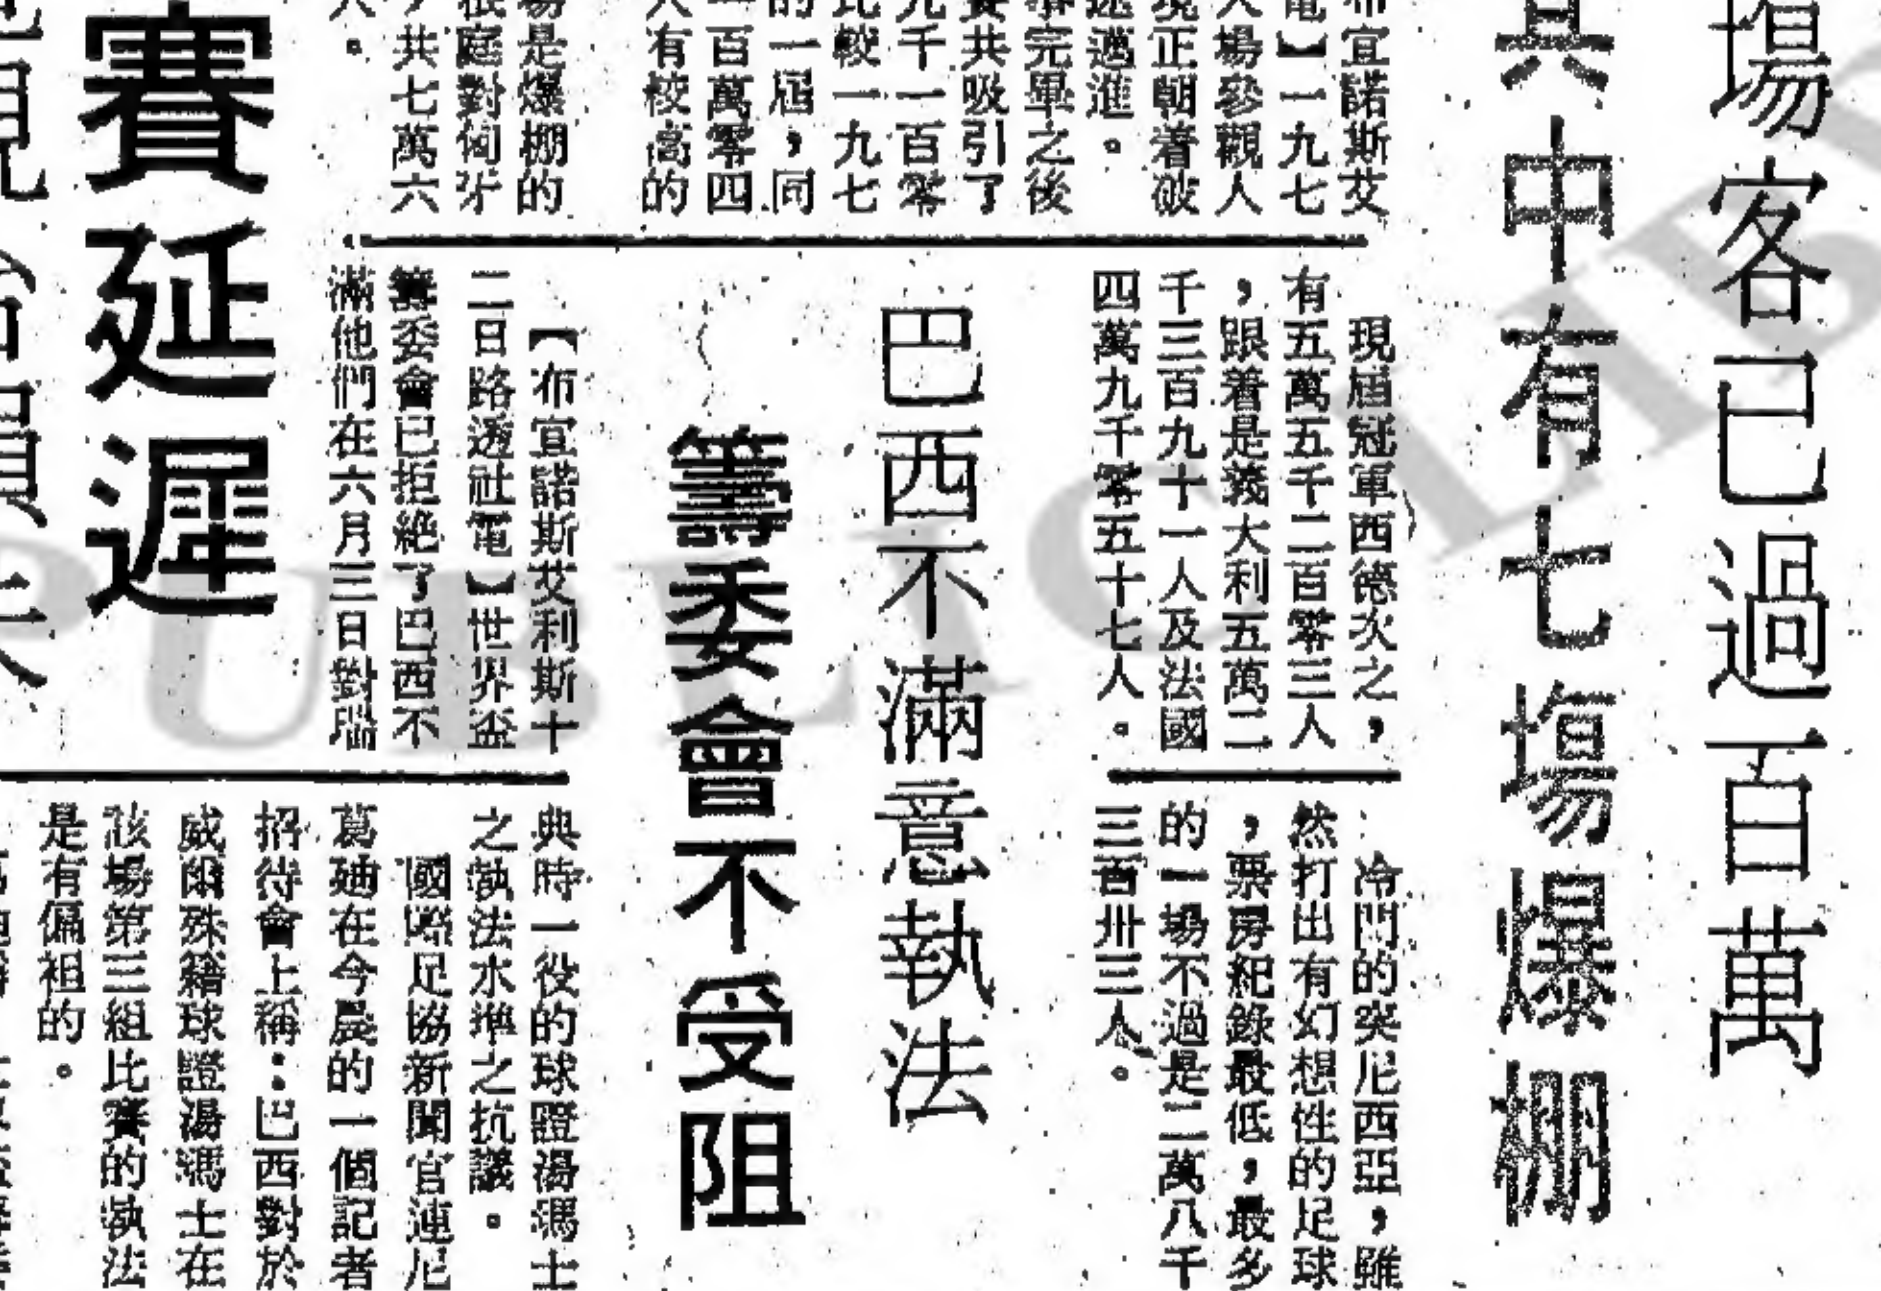 場客已過百萬
其中有七場爆棚
布宜諾斯艾
電】一九七
入場參觀人
境正朝着破
途邁進。
賽完畢之後
賽共吸引了
九千一百零
比較一九七
的一屆，同
一百萬零四
人有較高的
場是爆棚的
根庭對匈牙
，共七萬六
人。
現屆冠軍西德次之，
有五萬五千二百零三人
，跟着是義大利五萬二
千三百九十一人及法國
四萬九千零五十七人。
冷門的突尼西亞，雖
然打出有幻想性的足球
，票房紀錄最低，最多
的一場不過是二萬八千
三百卅三人。
巴西不滿意執法
籌委會不受阻
【布宜諾斯艾利斯十
二日路透社電】世界盃
籌委會已拒絕了巴西不
滿他們在六月三日對瑞
典時一役的球證湯瑪士
之執法水準之抗議。
國際足協新聞官連尼
葛廸在今晨的一個記者
招待會上稱：巴西對於
威爾殊籍球證湯瑪士在
該場第三組比賽的執法
是有偏袒的。
賽延遲